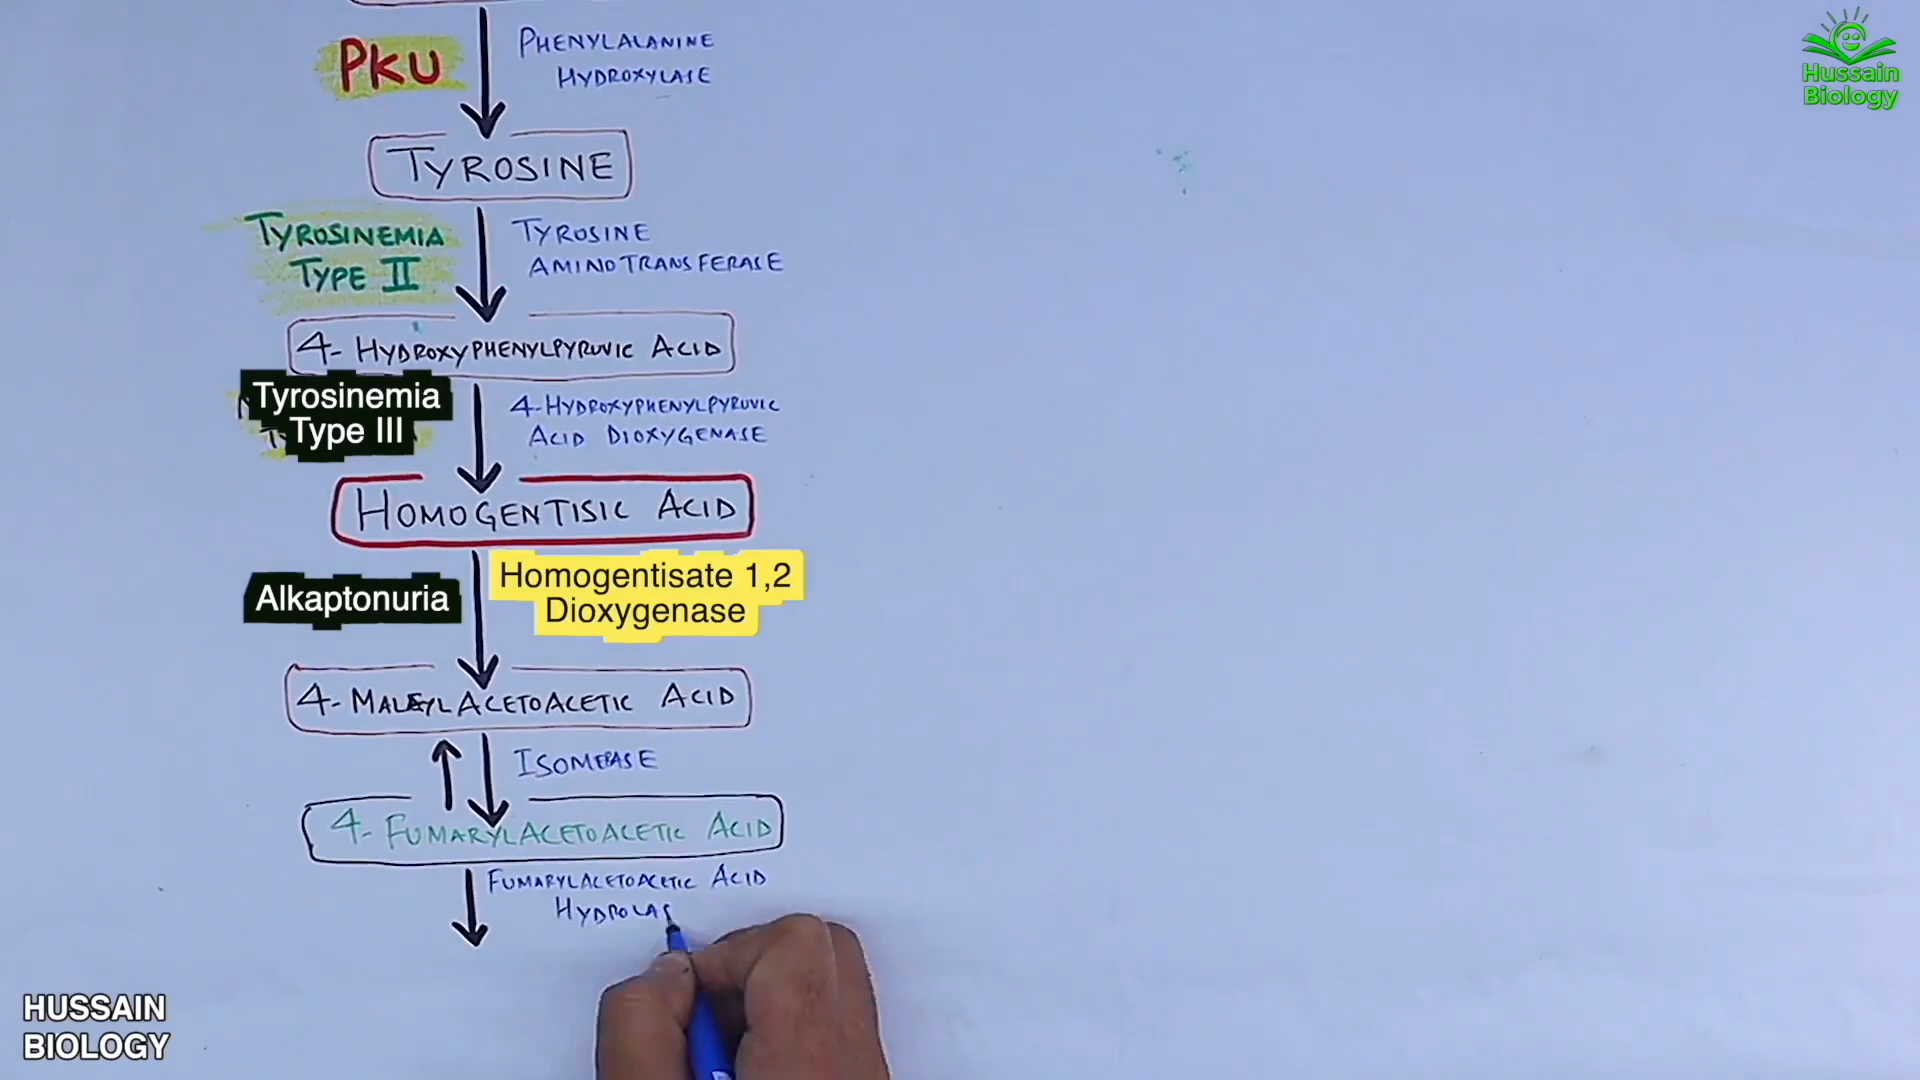 PKU
PHENYLALANINE
HYDROXYLASE
TYROSINE
TYROSINEMIA
TYPE II
TYROSINE
AMINOTRANSFERASE
4-HYDROXYPHENYLPYRUVIC ACID
Tyrosinemia
Type III
4-HYDROXYPHENYLPYRUVIC
ACID DIOXYGENASE
HOMOGENTISIC ACID
Alkaptonuria
Homogentisate 1,2
Dioxygenase
4-MALEYLACETOACETIC ACID
ISOMERASE
4-FUMARYLACETOACETIC ACID
FUMARYLACETOACETIC ACID
HYDROLAS
Hussain
Biology
HUSSAIN
BIOLOGY